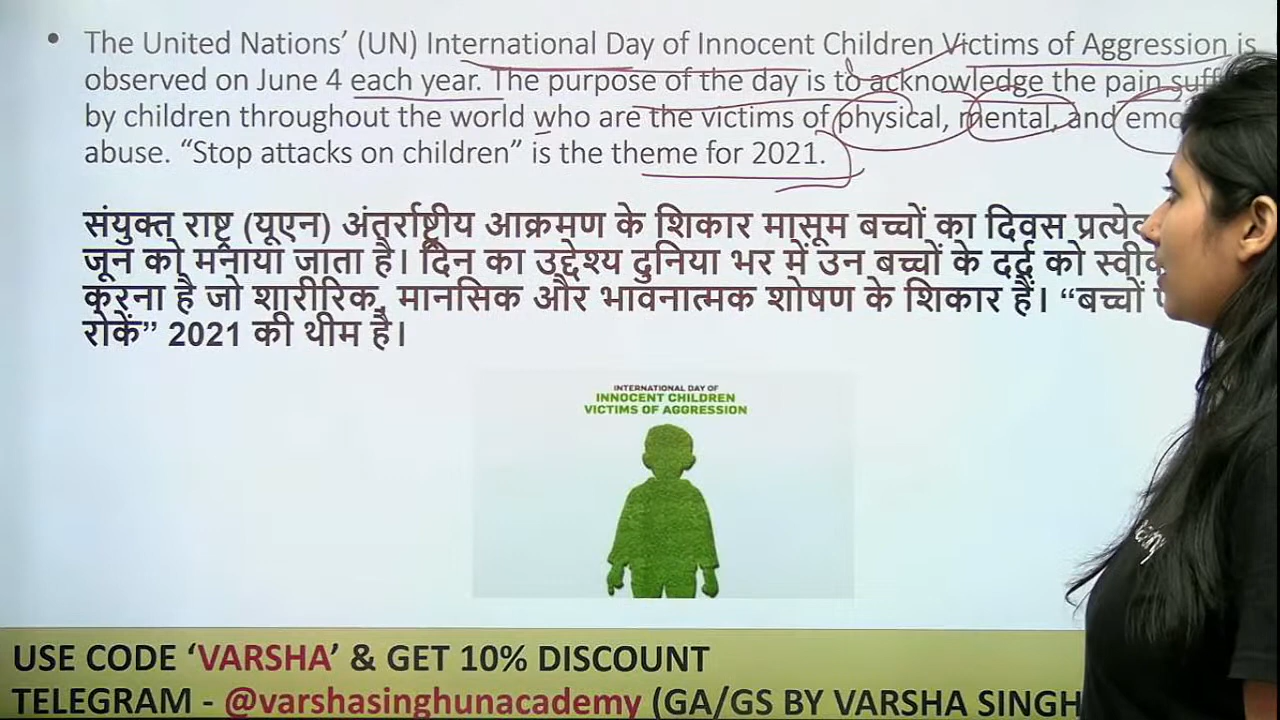 • The United Nations’ (UN) International Day of Innocent Children Victims of Aggression is
observed on June 4 each year. The purpose of the day is to acknowledge the pain
by children throughout the world who are the victims of physical, mental, and
abuse. “Stop attacks on children” is the theme for 2021.
संयुक्त राष्ट्र (यूएन) अंतर्राष्ट्रीय आक्रमण के शिकार मासूम बच्चों का दिवस
जून को मनाया जाता है। दिन का उद्देश्य दुनिया भर में उन बच्चों के दर्द को
करना है जो शारीरिक, मानसिक और भावनात्मक शोषण के शिकार हैं। “बच्चों
रोकें” 2021 की थीम है।
INTERNATIONAL DAY OF
INNOCENT CHILDREN
VICTIMS OF AGGRESSION
USE CODE ‘VARSHA’ & GET 10% DISCOUNT
TELEGRAM - @varshasinghunacademy (GA/GS BY VARSHA SINGH